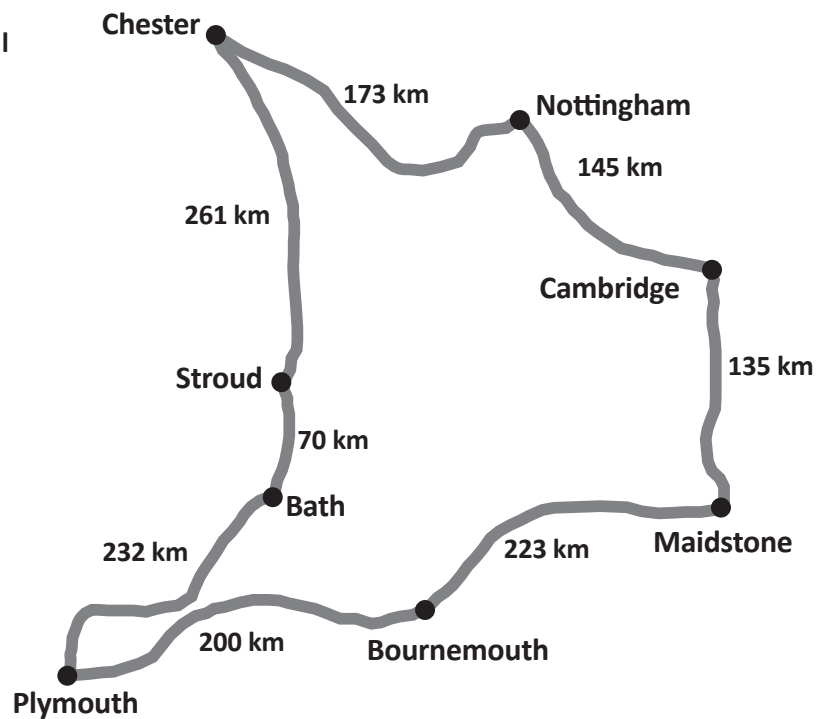 Chester
l
173 km
Nottingham
145 km
261 km
Cambridge
135 km
Stroud
70 km
Bath
232 km
223 km
Maidstone
200 km
Bournemouth
Plymouth